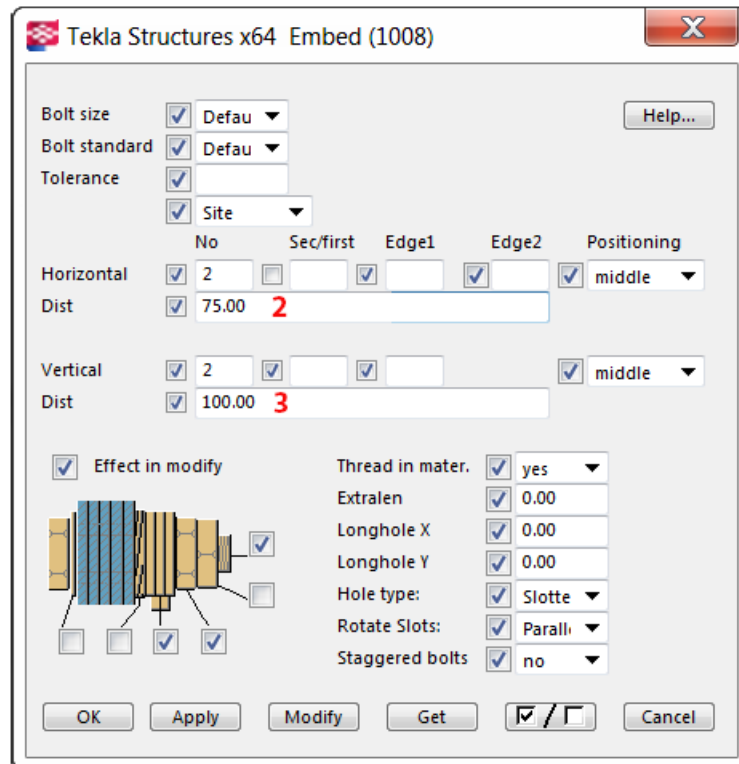 Tekla Structures x64 Embed (1008)
Bolt size Defau Help...
Bolt standard Defau
Tolerance
Site
No Sec/first Edge1 Edge2 Positioning
Horizontal 2 middle
Dist 75.00 2
Vertical 2 middle
Dist 100.00 3
Effect in modify Thread in mater. yes
Extralen 0.00
Longhole X 0.00
Longhole Y 0.00
Hole type: Slotte
Rotate Slots: Parall
Staggered bolts no
OK Apply Modify Get / Cancel